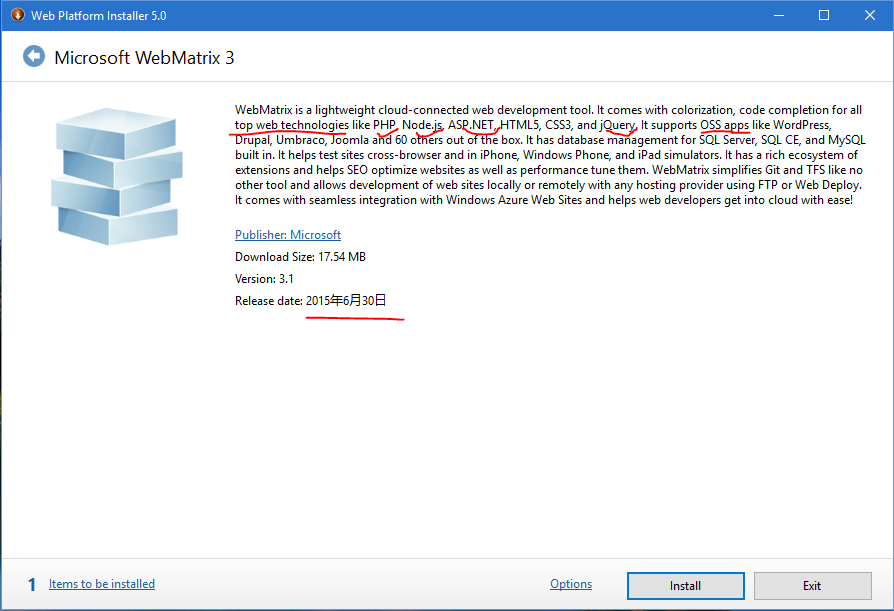 Web Platform Installer 5.0
Microsoft WebMatrix 3
WebMatrix is a lightweight cloud-connected web development tool. It comes with colorization, code completion for all
top web technologies like PHP, Node.js, ASP.NET, HTML5, CSS3, and jQuery. It supports OSS apps like WordPress,
Drupal, Umbraco, Joomla and 60 others out of the box. It has database management for SQL Server, SQL CE, and MySQL
built in. It helps test sites cross-browser and in iPhone, Windows Phone, and iPad simulators. It has a rich ecosystem of
extensions and helps SEO optimize websites as well as performance tune them. WebMatrix simplifies Git and TFS like no
other tool and allows development of web sites locally or remotely with any hosting provider using FTP or Web Deploy.
It comes with seamless integration with Windows Azure Web Sites and helps web developers get into cloud with ease!
Publisher: Microsoft
Download Size: 17.54 MB
Version: 3.1
Release date: 2015年6月30日
1 Items to be installed
Options
Install
Exit